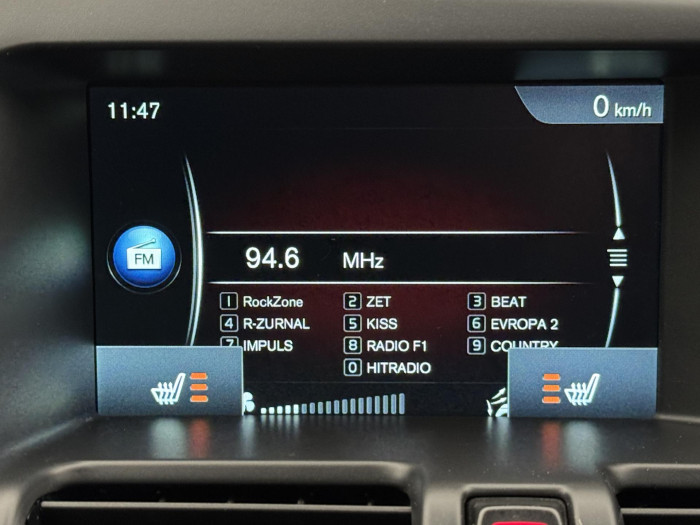 11:47
0 km/h
FM
94.6 MHz
1 RockZone 2 ZET 3 BEAT
4 R-ZURNAL 5 KISS 6 EVROPA 2
7 IMPULS 8 RADIO F1 9 COUNTRY
0 HITRADIO